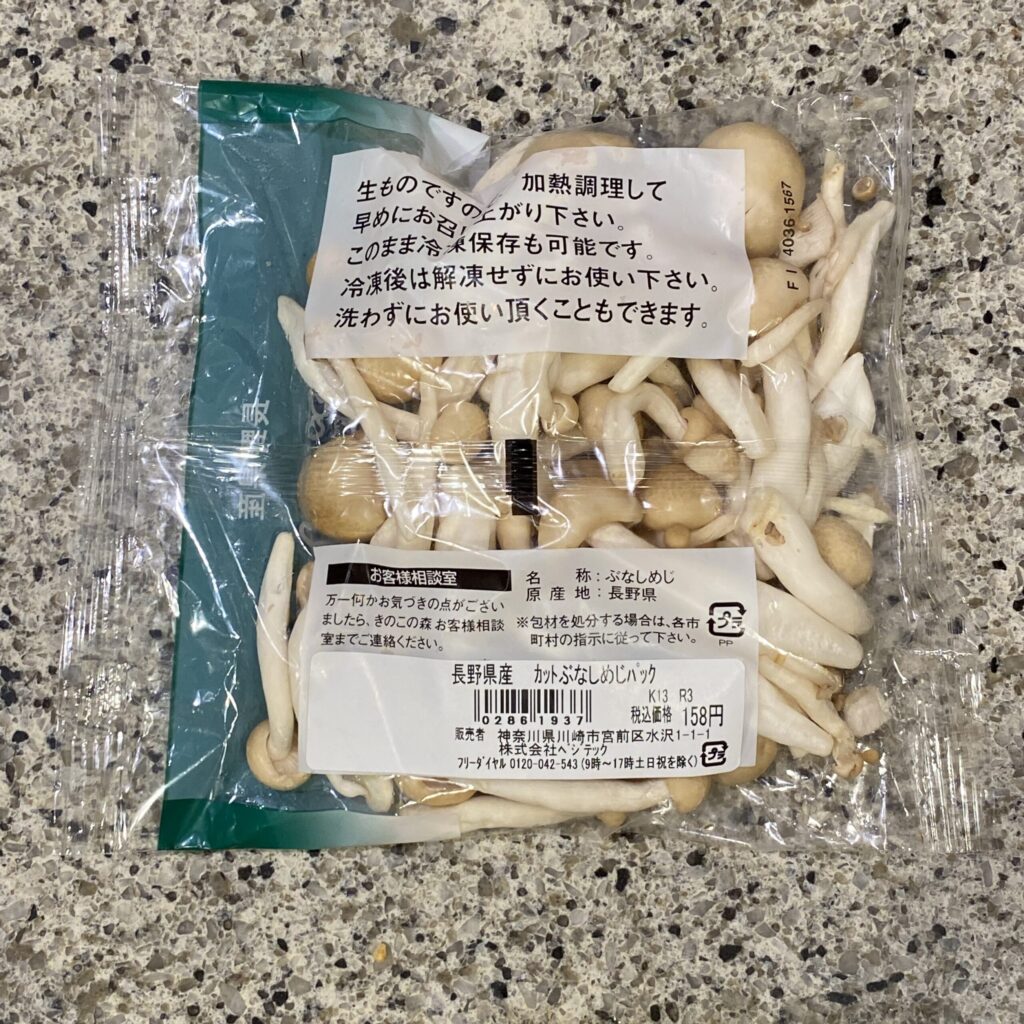 生ものですの 加熱調理して
早めにお召し上がり下さい。
このまま冷凍保存も可能です。
冷凍後は解凍せずにお使い下さい。
洗わずにお使い頂くこともできます。
FI 40361567
お客様相談室
万一何かお気づきの点がござい
ましたら、きのこの森 お客様相談
室までご連絡ください。
名 称：ぶなしめじ
原 産 地：長野県
※包材を処分する場合は、各市
町村の指示に従って下さい。
プラ
PP
長野県産 カットぶなしめじパック
K13 R3
02861937
税込価格 158円
販売者 神奈川県川崎市宮前区水沢1-1-1
株式会社ベジテック
フリーダイヤル 0120-042-543 (9時～17時土日祝を除く)
プラ